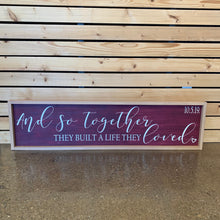 10.5.19
And so together
THEY BUILT A LIFE THEY loved